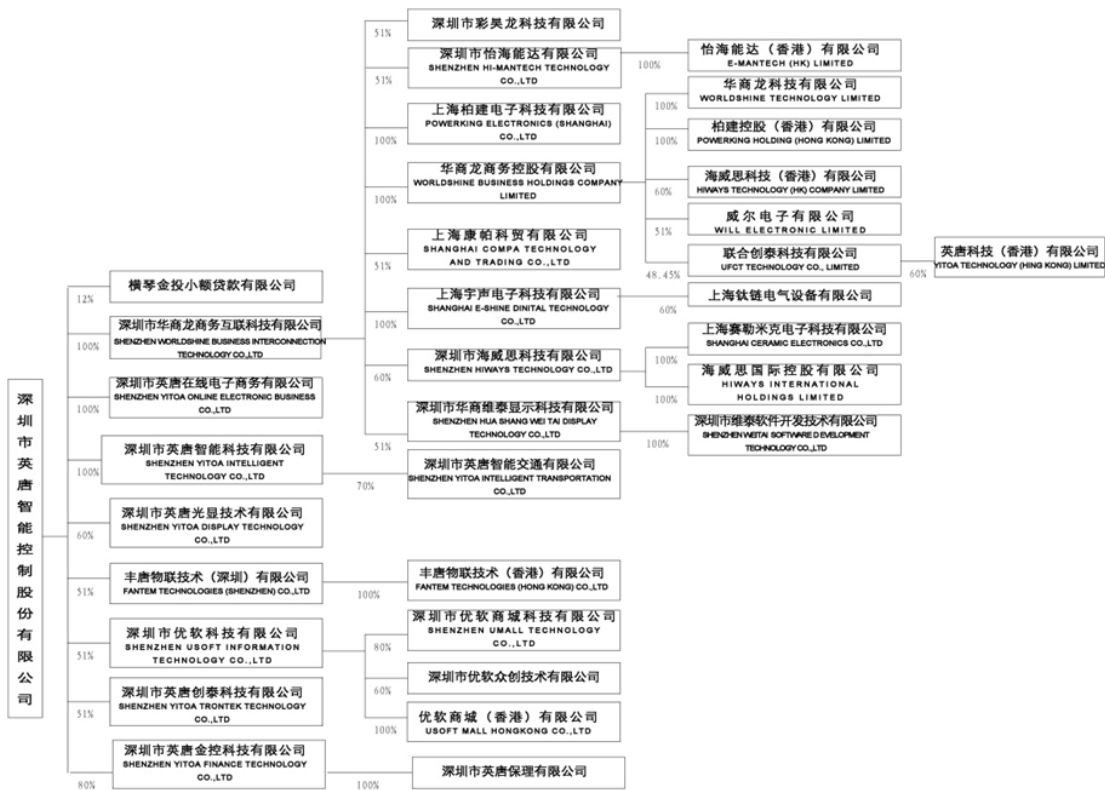 深圳市英唐智能控制股份有限公司
12%
横琴金投小额贷款有限公司
100%
深圳市华商龙商务互联科技有限公司
SHENZHEN WORLDSHINE BUSINESS INTERCONNECTION
TECHNOLOGY CO.,LTD
100%
深圳市英唐在线电子商务有限公司
SHENZHEN YITOA ONLINE ELECTRONIC BUSINESS
CO.,LTD
100%
深圳市英唐智能科技有限公司
SHENZHEN YITOA INTELLIGENT
TECHNOLOGY CO.,LTD
60%
深圳市英唐光显技术有限公司
SHENZHEN YITOA DISPLAY TECHNOLOGY
CO.,LTD
51%
丰唐物联技术（深圳）有限公司
FANTEM TECHNOLOGIES (SHENZHEN) CO.,LTD
51%
深圳市优软科技有限公司
SHENZHEN USOFT INFORMATION
TECHNOLOGY CO.,LTD
51%
深圳市英唐创泰科技有限公司
SHENZHEN YITOA TRONTEK TECHNOLOGY
CO.,LTD
80%
深圳市英唐金控科技有限公司
SHENZHEN YITOA FINANCE TECHNOLOGY
CO.,LTD
51%
深圳市彩昊龙科技有限公司
51%
深圳市怡海能达有限公司
SHENZHEN HI-MANTECH TECHNOLOGY
CO.,LTD
100%
上海柏建电子科技有限公司
POWERKING ELECTRONICS (SHANGHAI)
CO.,LTD
100%
华商龙商务控股有限公司
WORLDSHINE BUSINESS HOLDINGS COMPANY
LIMITED
51%
上海康帕科贸有限公司
SHANGHAI COMPA TECHNOLOGY
AND TRADING CO.,LTD
100%
上海宇声电子科技有限公司
SHANGHAI E-SHINE DINITAL TECHNOLOGY
CO.,LTD
60%
深圳市海威思科技有限公司
SHENZHEN HIWAYS TECHNOLOGY CO.,LTD
51%
深圳市华商维泰显示科技有限公司
SHENZHEN HUA SHANG WEI TAI DISPLAY
TECHNOLOGY CO.,LTD
70%
深圳市英唐智能交通有限公司
SHENZHEN YITOA INTELLIGENT TRANSPORTATION
CO.,LTD
100%
丰唐物联技术（香港）有限公司
FANTEM TECHNOLOGIES (HONG KONG) CO.,LTD
80%
深圳市优软商城科技有限公司
SHENZHEN UMALL TECHNOLOGY
CO.,LTD
60%
深圳市优软众创技术有限公司
100%
优软商城（香港）有限公司
USOFT MALL HONGKONG CO.,LTD
100%
深圳市英唐保理有限公司
100%
怡海能达（香港）有限公司
E-MANTECH (HK) LIMITED
100%
华商龙科技有限公司
WORLDSHINE TECHNOLOGY LIMITED
100%
柏建控股（香港）有限公司
POWERKING HOLDING (HONG KONG) LIMITED
60%
海威思科技（香港）有限公司
HIWAYS TECHNOLOGY (HK) COMPANY LIMITED
51%
威尔电子有限公司
WILL ELECTRONIC LIMITED
48.45%
联合创泰科技有限公司
UFCT TECHNOLOGY CO., LIMITED
60%
英唐科技（香港）有限公司
YITOA TECHNOLOGY (HING KONG) LIMITED
60%
上海钛链电气设备有限公司
100%
上海赛勒米克电子科技有限公司
SHANGHAI CERAMIC ELECTRONICS CO.,LTD
100%
海威思国际控股有限公司
HIWAYS INTERNATIONAL
HOLDINGS LIMITED
100%
深圳市维泰软件开发技术有限公司
SHENZHEN WEITAI SOFTWARE DEVELOPMENT
TECHNOLOGY CO.,LTD